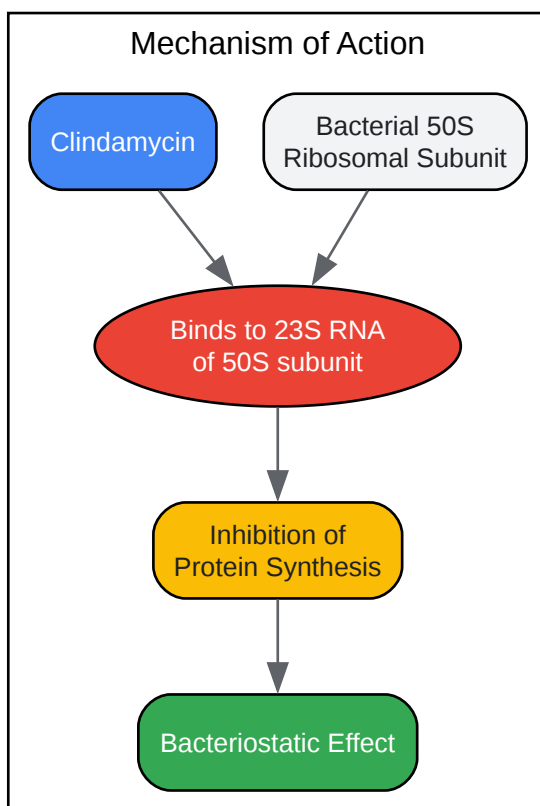 Mechanism of Action
Clindamycin
Bacterial 50S
Ribosomal Subunit
Binds to 23S RNA
of 50S subunit
Inhibition of
Protein Synthesis
Bacteriostatic Effect